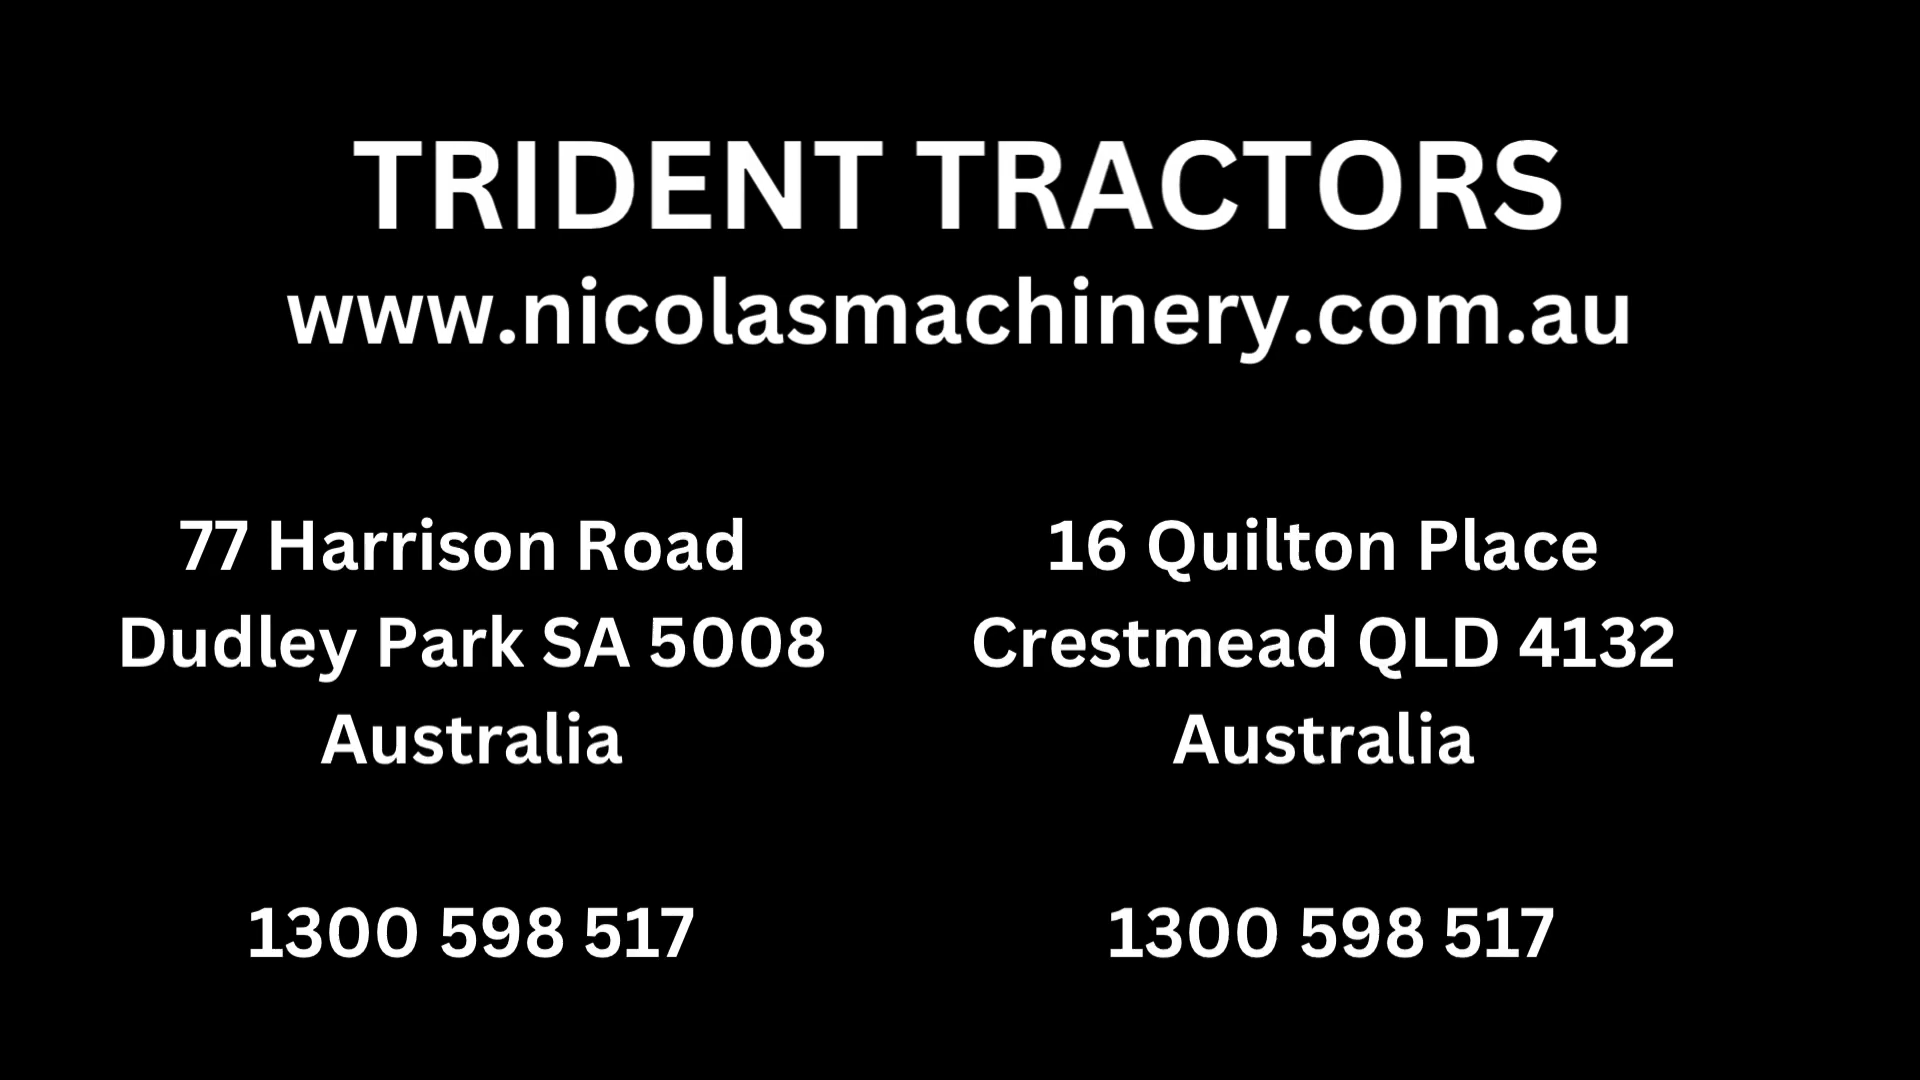 TRIDENT TRACTORS
www.nicolasmachinery.com.au
77 Harrison Road
Dudley Park SA 5008
Australia
1300 598 517
16 Quilton Place
Crestmead QLD 4132
Australia
1300 598 517